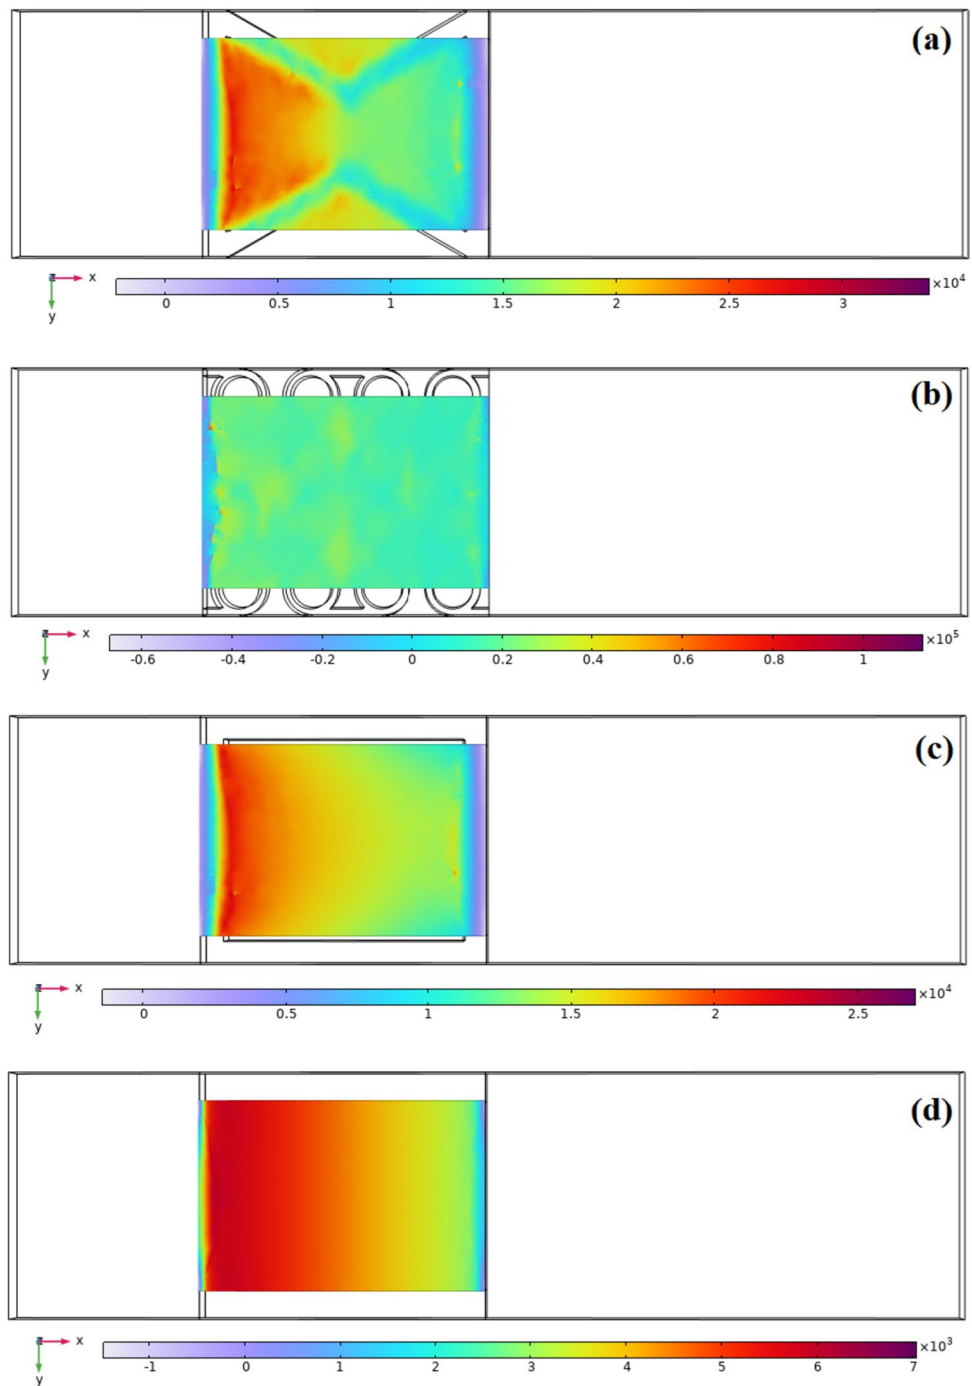 (a)
z x
y
0 0.5 1 1.5 2 2.5 3 ×10⁴
(b)
z x
y
-0.6 -0.4 -0.2 0 0.2 0.4 0.6 0.8 1 ×10⁵
(c)
z x
y
0 0.5 1 1.5 2 2.5 ×10⁴
(d)
z x
y
-1 0 1 2 3 4 5 6 7 ×10³